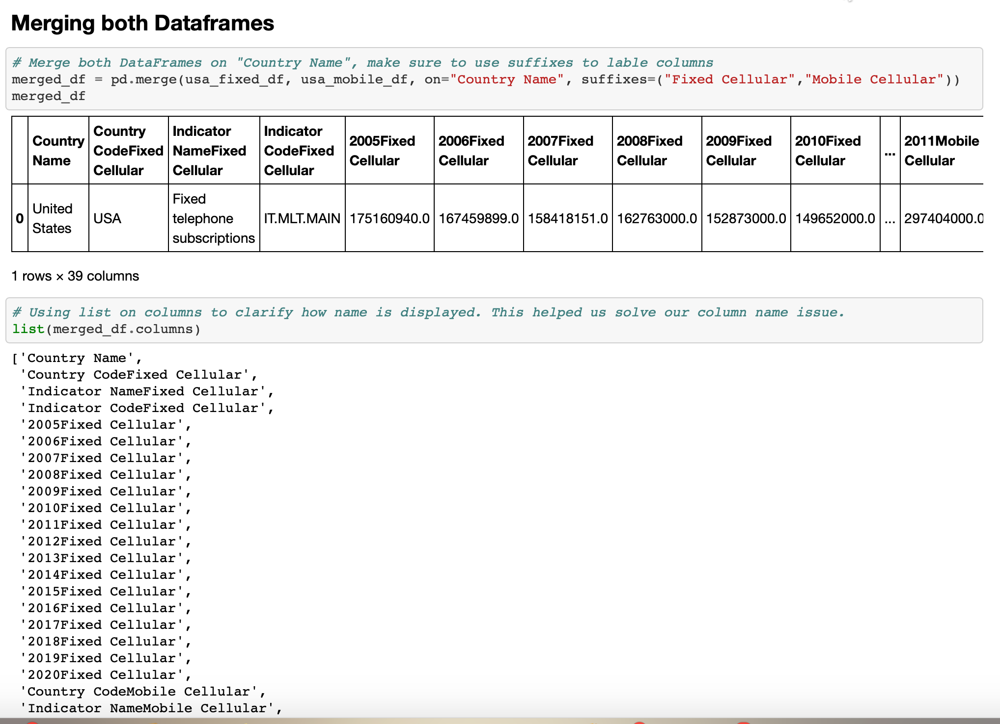 Merging both Dataframes
# Merge both DataFrames on "Country Name", make sure to use suffixes to lable columns
merged_df = pd.merge(usa_fixed_df, usa_mobile_df, on="Country Name", suffixes=("Fixed Cellular","Mobile Cellular"))
merged_df
Country Name Country CodeFixed Cellular Indicator NameFixed Cellular Indicator CodeFixed Cellular 2005Fixed Cellular 2006Fixed Cellular 2007Fixed Cellular 2008Fixed Cellular 2009Fixed Cellular 2010Fixed Cellular ... 2011Mobile Cellular
0 United States USA Fixed telephone subscriptions IT.MLT.MAIN 175160940.0 167459899.0 158418151.0 162763000.0 152873000.0 149652000.0 ... 297404000.0
1 rows × 39 columns
# Using list on columns to clarify how name is displayed. This helped us solve our column name issue.
list(merged_df.columns)
['Country Name',
'Country CodeFixed Cellular',
'Indicator NameFixed Cellular',
'Indicator CodeFixed Cellular',
'2005Fixed Cellular',
'2006Fixed Cellular',
'2007Fixed Cellular',
'2008Fixed Cellular',
'2009Fixed Cellular',
'2010Fixed Cellular',
'2011Fixed Cellular',
'2012Fixed Cellular',
'2013Fixed Cellular',
'2014Fixed Cellular',
'2015Fixed Cellular',
'2016Fixed Cellular',
'2017Fixed Cellular',
'2018Fixed Cellular',
'2019Fixed Cellular',
'2020Fixed Cellular',
'Country CodeMobile Cellular',
'Indicator NameMobile Cellular',